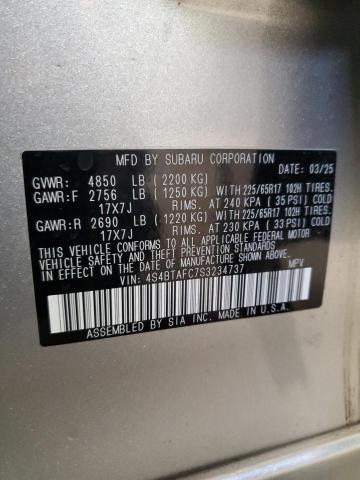 MFD BY SUBARU CORPORATION DATE: 03/25
GVWR: 4850 LB (2200 KG)
GAWR:F 2756 LB (1250 KG) WITH 225/65R17 102H TIRES.
17X7J RIMS. AT 240 KPA (35 PSI) COLD
GAWR:R 2690 LB (1220 KG) WITH 225/65R17 102H TIRES.
17X7J RIMS. AT 230 KPA (33 PSI) COLD
THIS VEHICLE CONFORMS TO ALL APPLICABLE FEDERAL
MOTOR VEHICLE SAFETY STANDARDS IN EFFECT ON
THE DATE OF MANUFACTURE SHOWN ABOVE.
VIN: 4S4BTAFC7S3234737 MPV
ASSEMBLED BY SIA INC. MADE IN U.S.A.